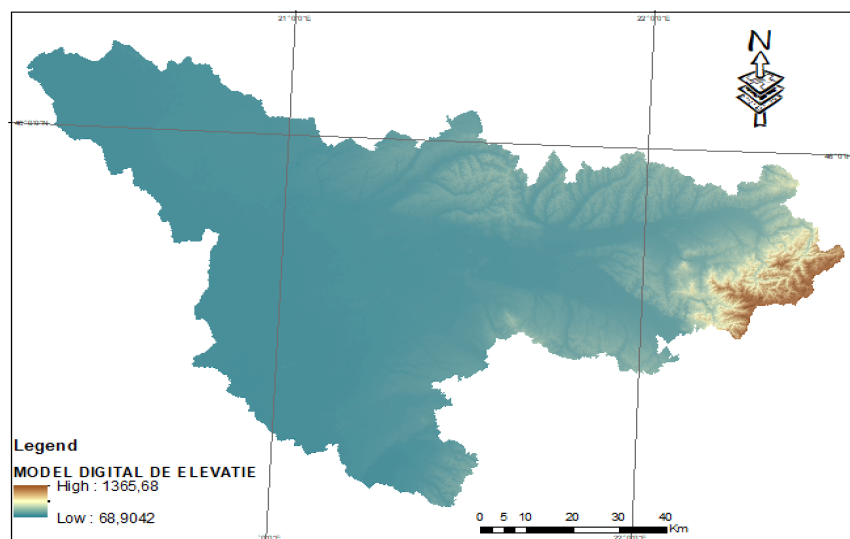 21°0'0"E
22°0'0"E
N
46°0'0"N
Legend
MODEL DIGITAL DE ELEVATIE
High : 1365,68
Low : 68,9042
0 5 10 20 30 40
Km
22°0'0"E